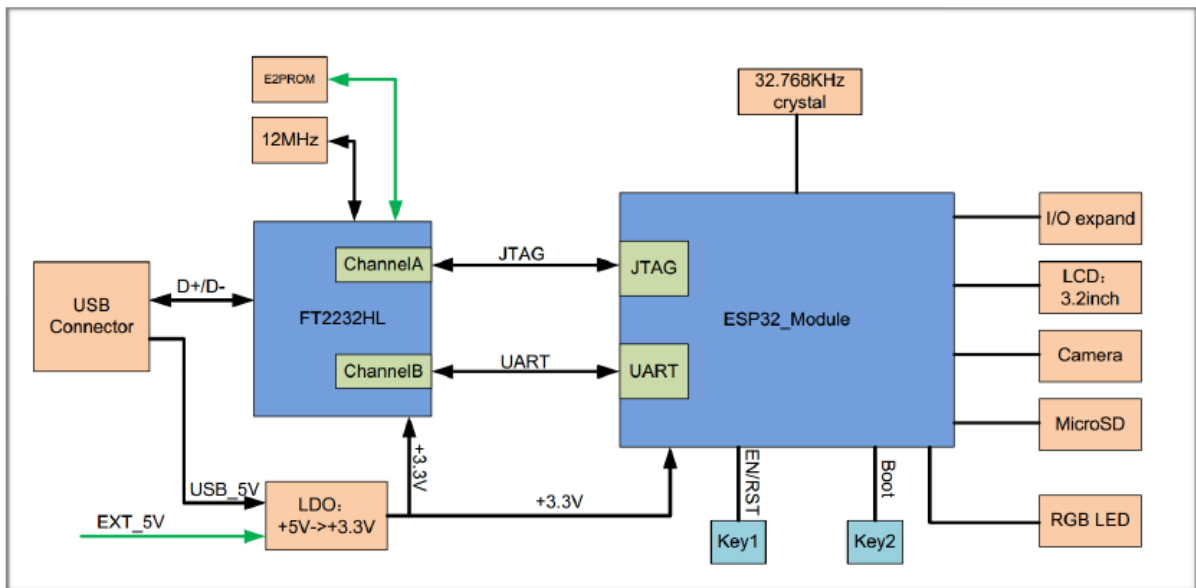 E2PROM
12MHz
32.768KHz
crystal
USB
Connector
D+/D-
FT2232HL
ChannelA
ChannelB
JTAG
UART
JTAG
UART
ESP32_Module
I/O expand
LCD：
3.2inch
Camera
MicroSD
RGB LED
USB_5V
EXT_5V
LDO：
+5V->+3.3V
+3.3V
+3.3V
EN/RST
Boot
Key1
Key2